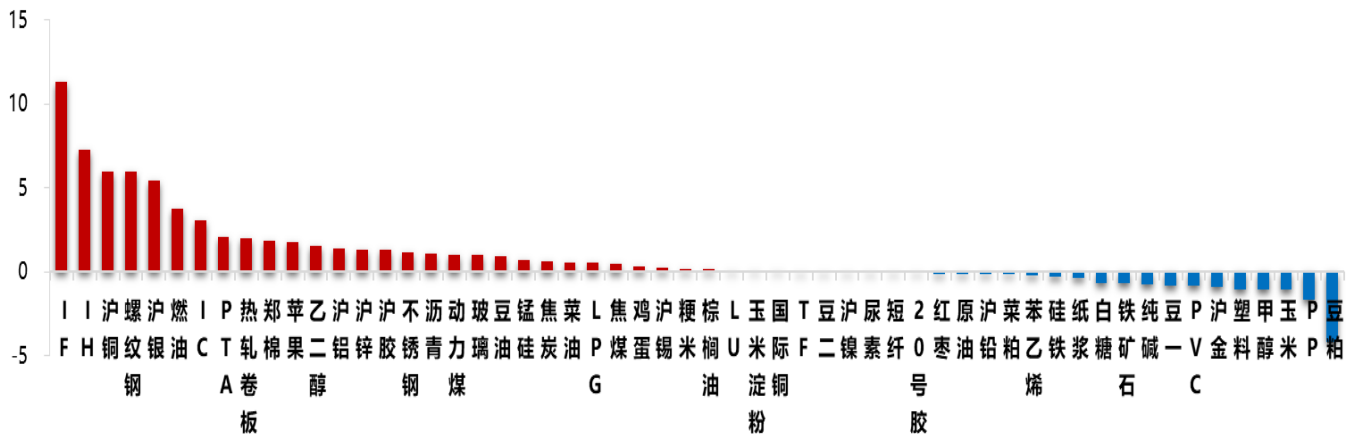 15
10
5
0
-5
IF
IH
沪铜
螺纹钢
沪银
燃油
IC
PTA
热轧卷板
郑棉
苹果
乙二醇
沪铝
沪锌
沪胶
不锈钢
沥青
动力煤
玻璃
豆油
锰硅
焦炭
菜油
LPG
焦煤
鸡蛋
沪锡
粳米
棕榈油
LU
玉米淀粉
国际铜
TF
豆二
沪镍
尿素
短纤
20号胶
红枣
原油
沪铅
菜粕
苯乙烯
硅铁
纸浆
白糖
铁矿石
纯碱
豆一
PVC
沪金
塑料
甲醇
玉米
PP
豆粕